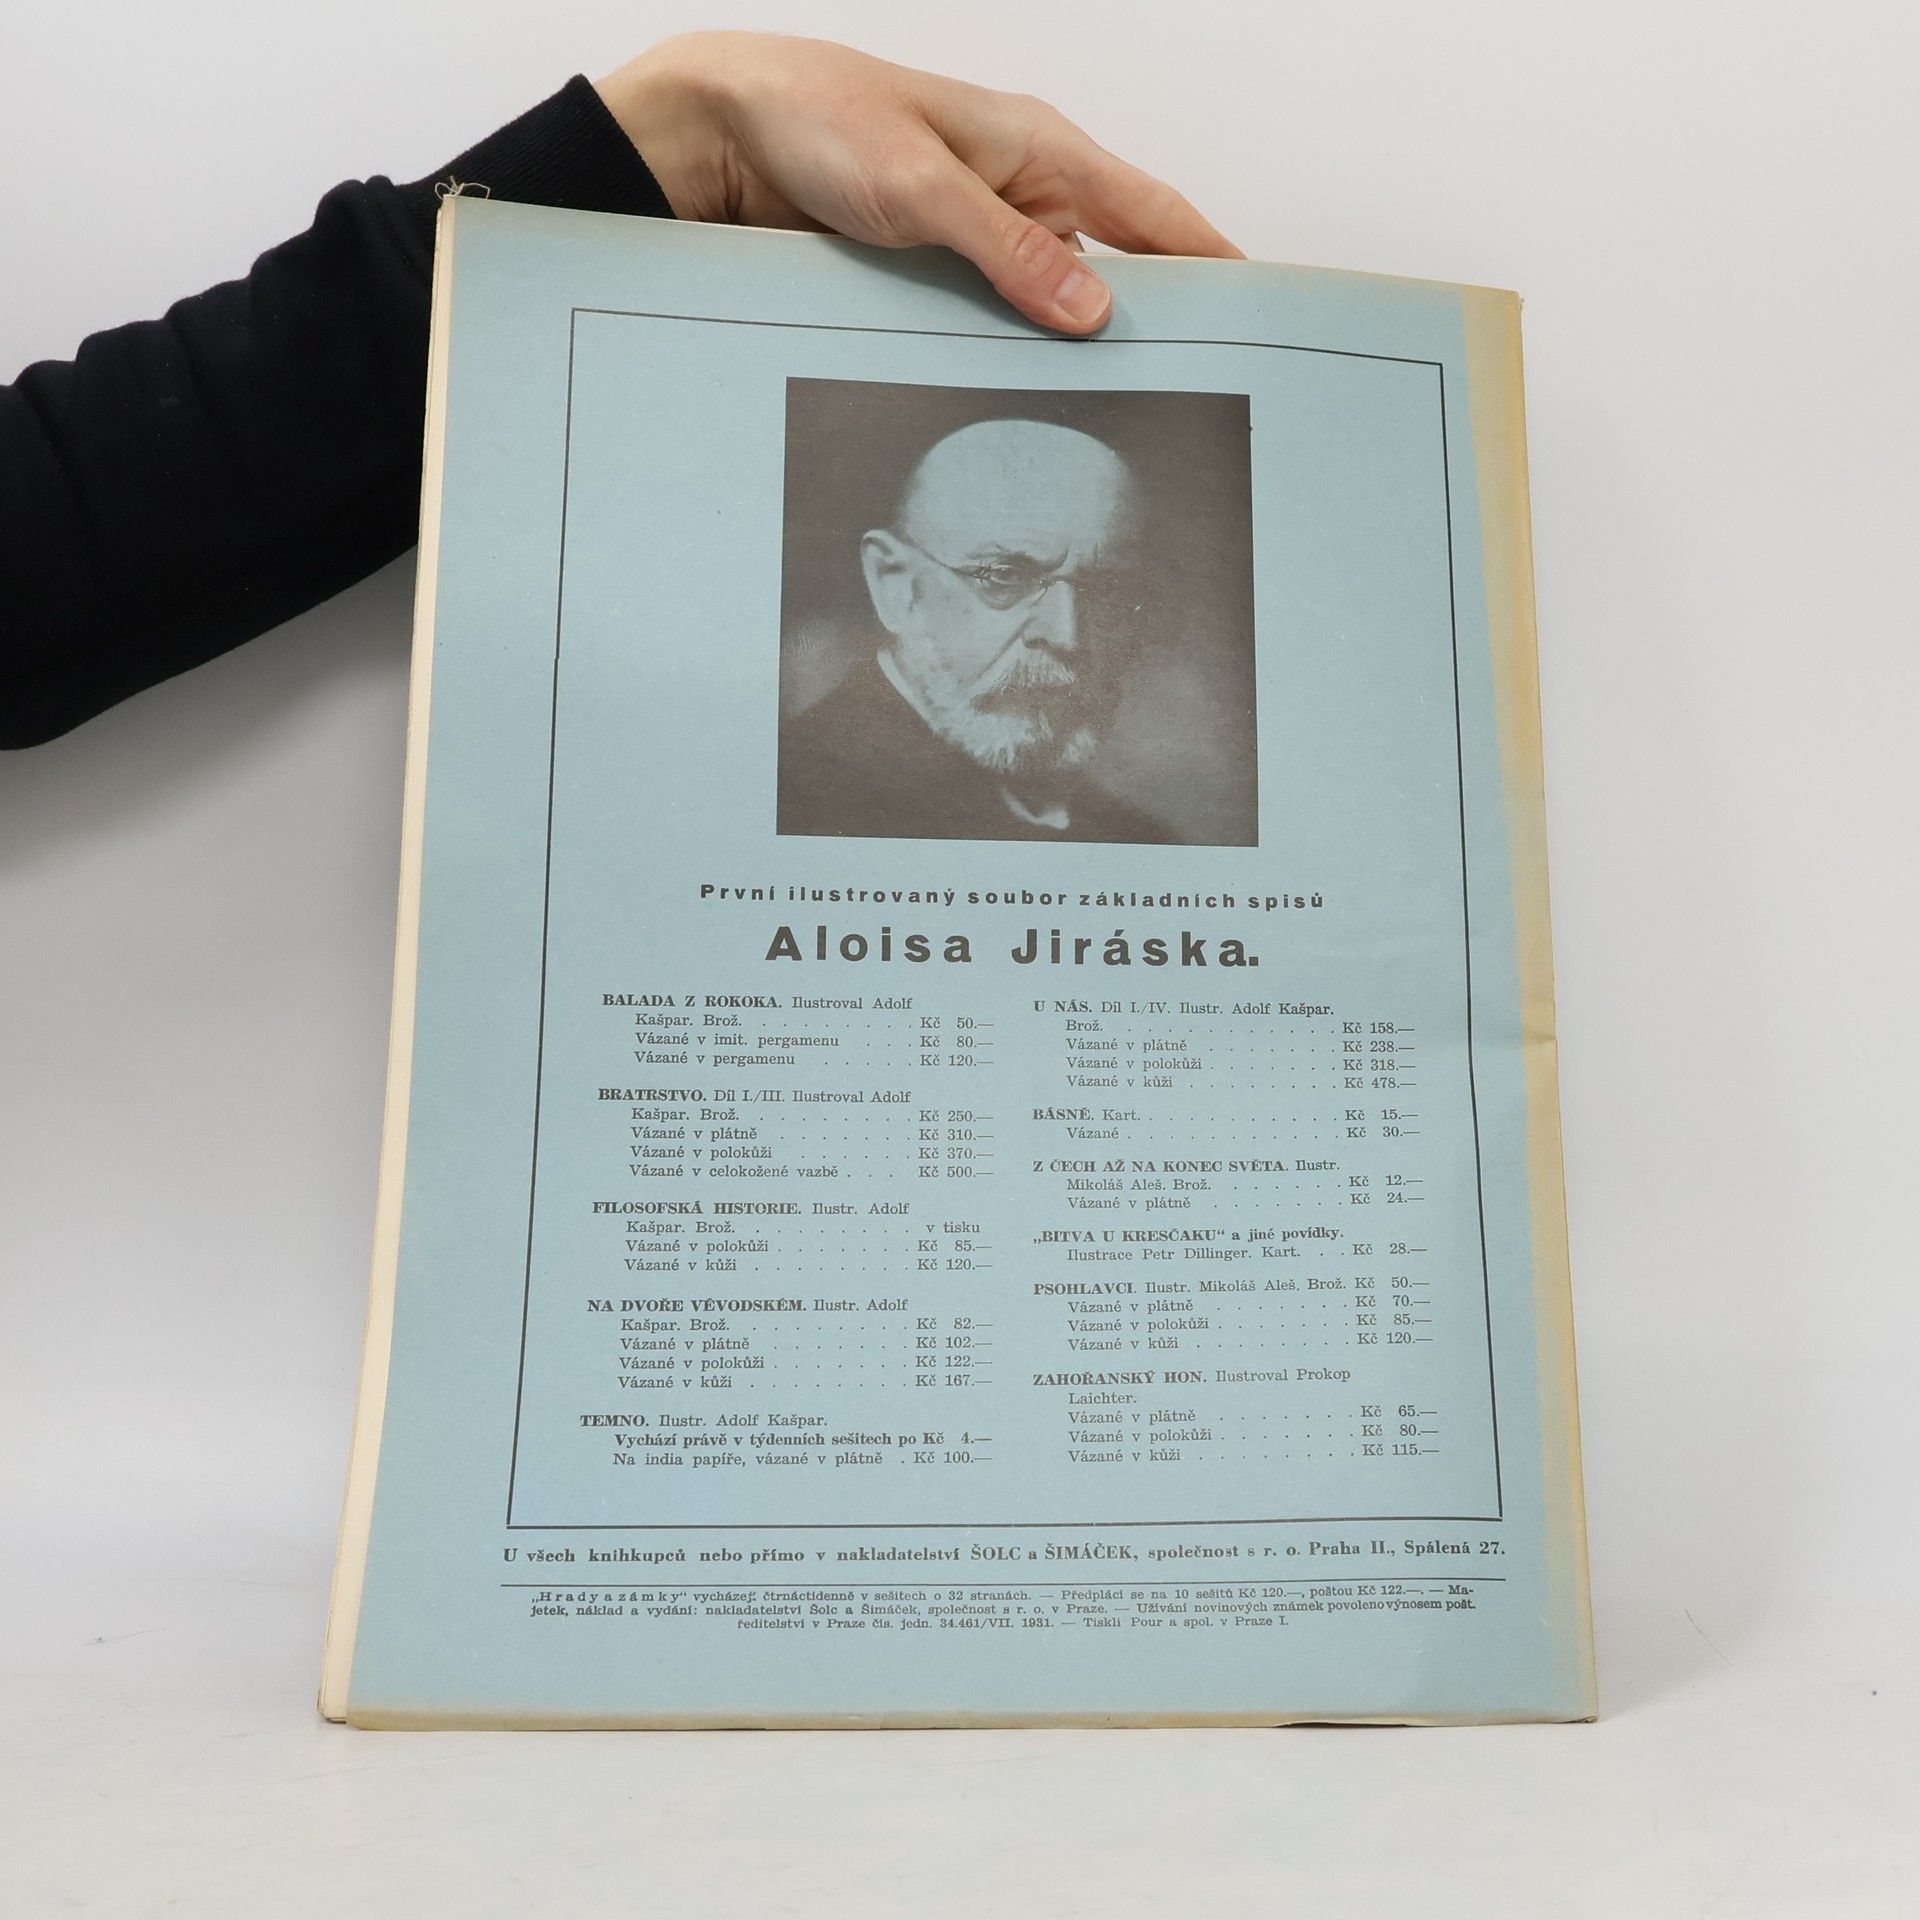 První ilustrovaný soubor základních spisů
Aloisa Jiráska.
BALADA Z ROKOKA. Ilustroval Adolf
Kašpar. Brož. . . . . . . . . Kč 50.—
Vázané v imit. pergamenu . . . Kč 80.—
Vázané v pergamenu . . . . . Kč 120.—
BRATRSTVO. Díl I./III. Ilustroval Adolf
Kašpar. Brož. . . . . . . . . Kč 250.—
Vázané v plátně . . . . . . . Kč 310.—
Vázané v polokůži . . . . . . Kč 370.—
Vázané v celokožené vazbě . . . Kč 500.—
FILOSOFSKÁ HISTORIE. Ilustr. Adolf
Kašpar. Brož. . . . . . . . . v tisku
Vázané v polokůži . . . . . . . Kč 85.—
Vázané v kůži . . . . . . . . Kč 120.—
NA DVOŘE VÉVODSKÉM. Ilustr. Adolf
Kašpar. Brož. . . . . . . . . Kč 82.—
Vázané v plátně . . . . . . . Kč 102.—
Vázané v polokůži . . . . . . . Kč 122.—
Vázané v kůži . . . . . . . . Kč 167.—
TEMNO. Ilustr. Adolf Kašpar.
Vychází právě v týdenních sešitech po Kč 4.—
Na india papíře, vázané v plátně . Kč 100.—
U NÁS. Díl I./IV. Ilustr. Adolf Kašpar.
Brož. . . . . . . . . . . . Kč 158.—
Vázané v plátně . . . . . . . Kč 238.—
Vázané v polokůži . . . . . . . Kč 318.—
Vázané v kůži . . . . . . . . Kč 478.—
BÁSNĚ. Kart. . . . . . . . . . . Kč 15.—
Vázané . . . . . . . . . . . Kč 30.—
Z ČECH AŽ NA KONEC SVĚTA. Ilustr.
Mikoláš Aleš. Brož. . . . . . . Kč 12.—
Vázané v plátně . . . . . . . Kč 24.—
„BITVA U KRESČAKU“ a jiné povídky.
Ilustrace Petr Dillinger. Kart. . . Kč 28.—
PSOHLAVCI. Ilustr. Mikoláš Aleš. Brož. Kč 50.—
Vázané v plátně . . . . . . . Kč 70.—
Vázané v polokůži . . . . . . . Kč 85.—
Vázané v kůži . . . . . . . . Kč 120.—
ZAHOŘANSKÝ HON. Ilustroval Prokop
Laichter.
Vázané v plátně . . . . . . . Kč 65.—
Vázané v polokůži . . . . . . . Kč 80.—
Vázané v kůži . . . . . . . . Kč 115.—
U všech knihkupců nebo přímo v nakladatelství ŠOLC a ŠIMÁČEK, společnost s r. o. Praha II., Spálená 27.
„Hrady a zámky“ vycházejí čtrnáctidenně v sešitech o 32 stranách. — Předplácí se na 10 sešitů Kč 120.—, poštou Kč 122.—. — Ma-
jetek, náklad a vydání: nakladatelství Šolc a Šimáček, společnost s r. o. v Praze. — Užívání novinových známek povoleno výnosem pošt.
ředitelství v Praze čís. jedn. 34.461/VII. 1931. — Tiskli Pour a spol. v Praze I.